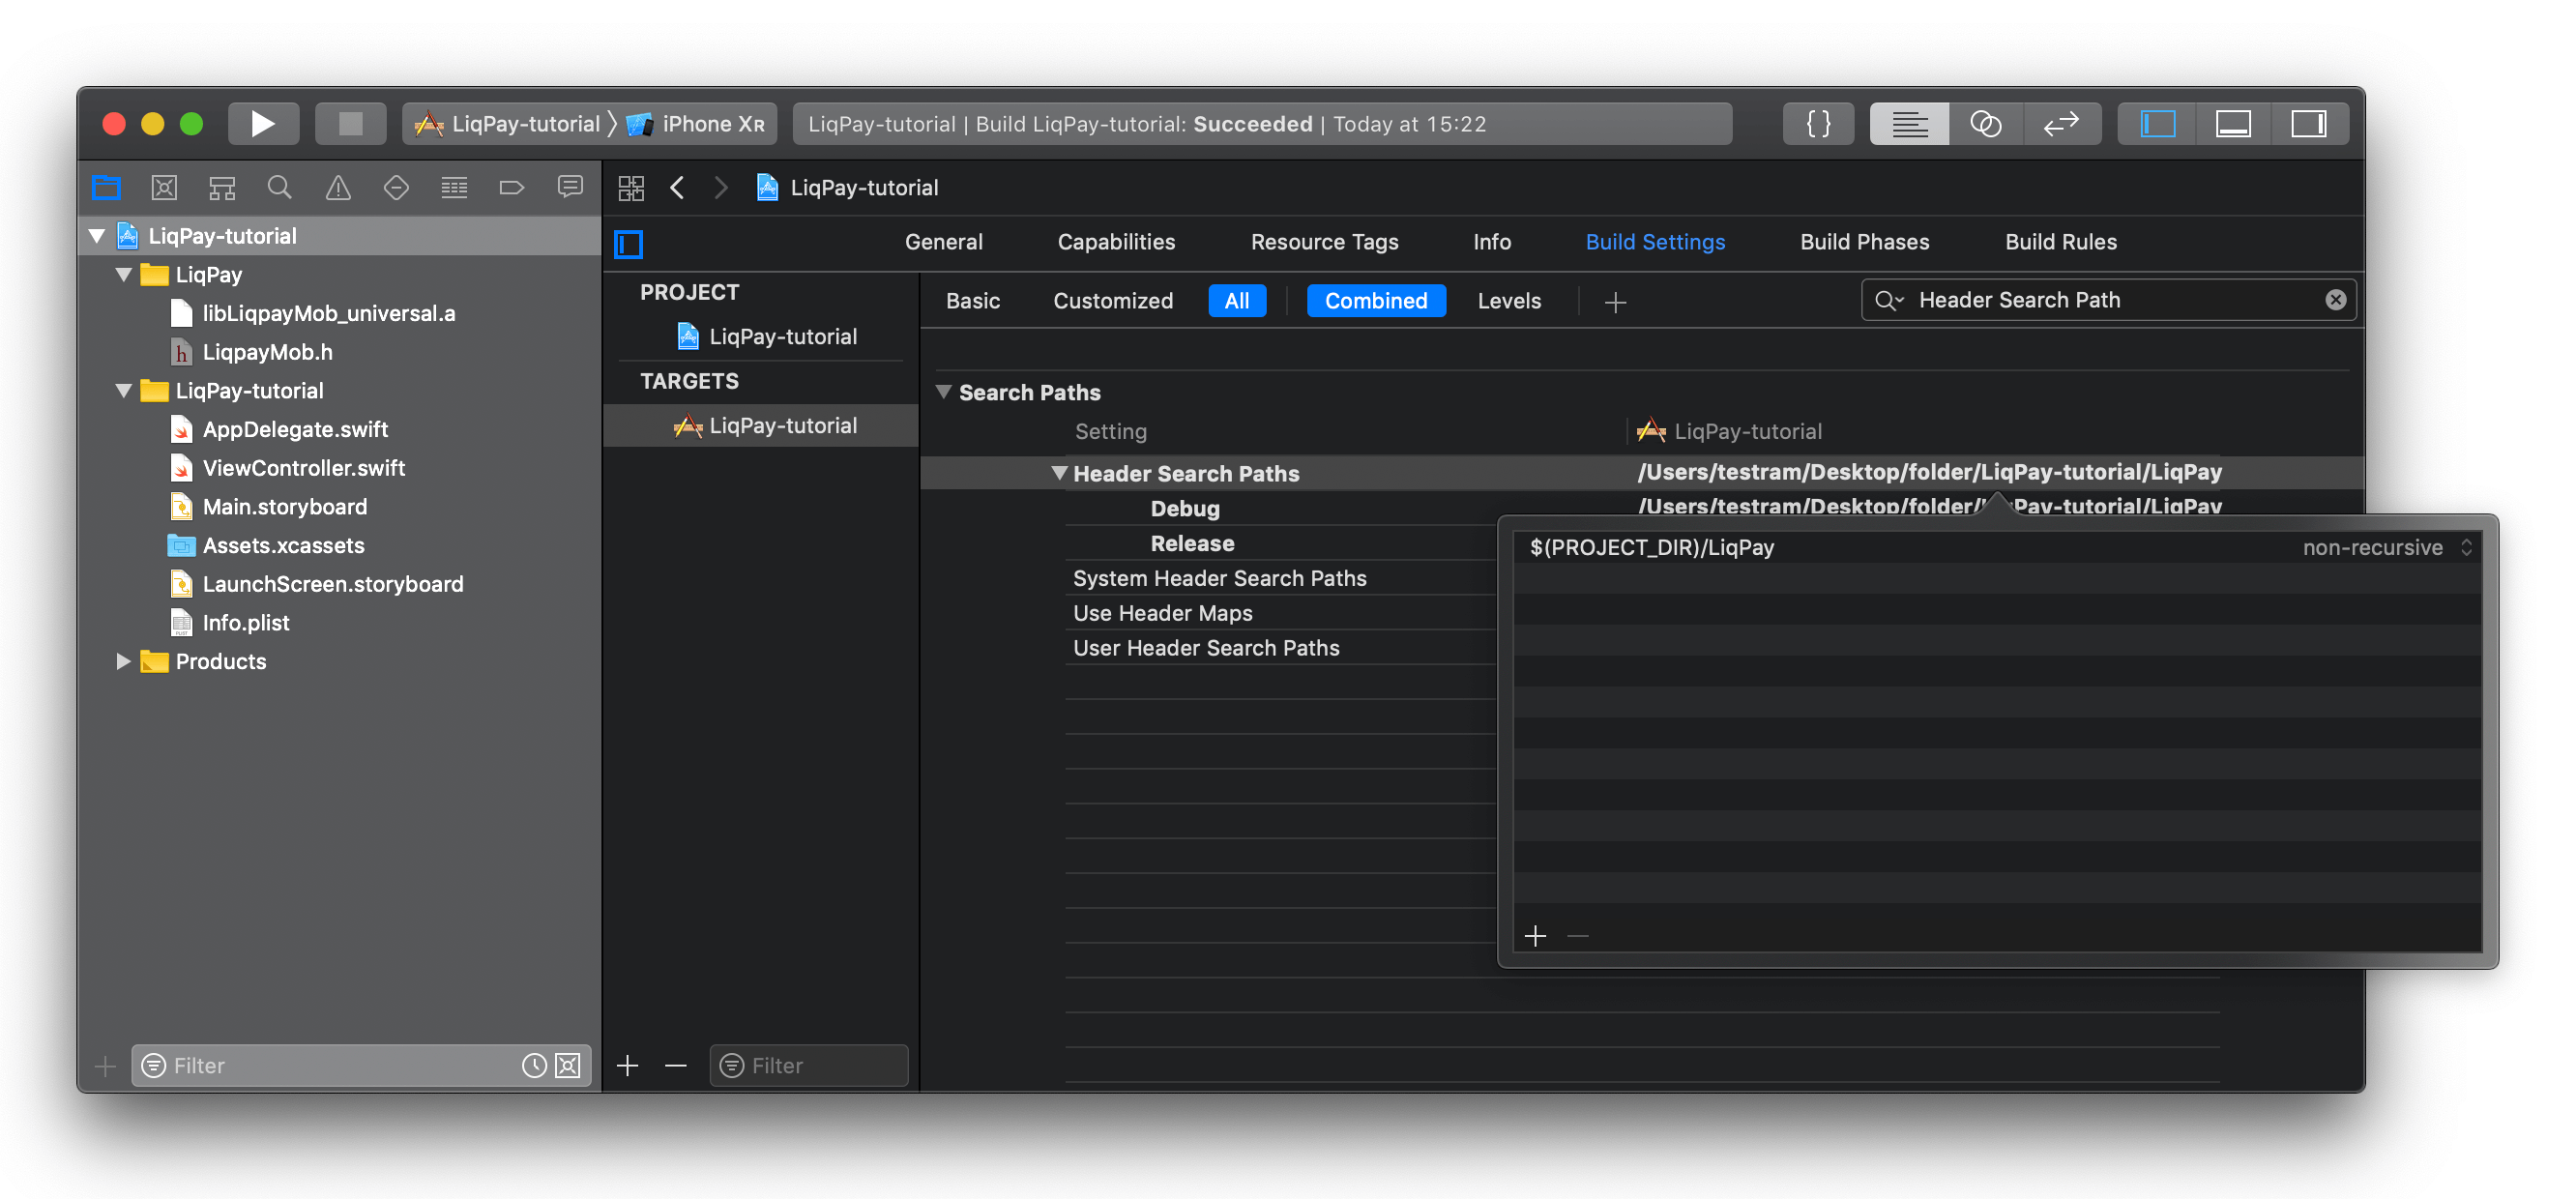 LiqPay-tutorial iPhone XR
LiqPay-tutorial | Build LiqPay-tutorial: Succeeded | Today at 15:22
{ }
LiqPay-tutorial
LiqPay
libLiqpayMob_universal.a
h LiqpayMob.h
LiqPay-tutorial
AppDelegate.swift
ViewController.swift
Main.storyboard
Assets.xcassets
LaunchScreen.storyboard
Info.plist
Products
Filter
LiqPay-tutorial
General Capabilities Resource Tags Info Build Settings Build Phases Build Rules
PROJECT
LiqPay-tutorial
TARGETS
LiqPay-tutorial
Filter
Basic Customized All Combined Levels Header Search Path
Search Paths
Setting LiqPay-tutorial
Header Search Paths /Users/testram/Desktop/folder/LiqPay-tutorial/LiqPay
Debug /Users/testram/Desktop/folder/LiqPay-tutorial/LiqPay
Release
System Header Search Paths
Use Header Maps
User Header Search Paths
$(PROJECT_DIR)/LiqPay non-recursive